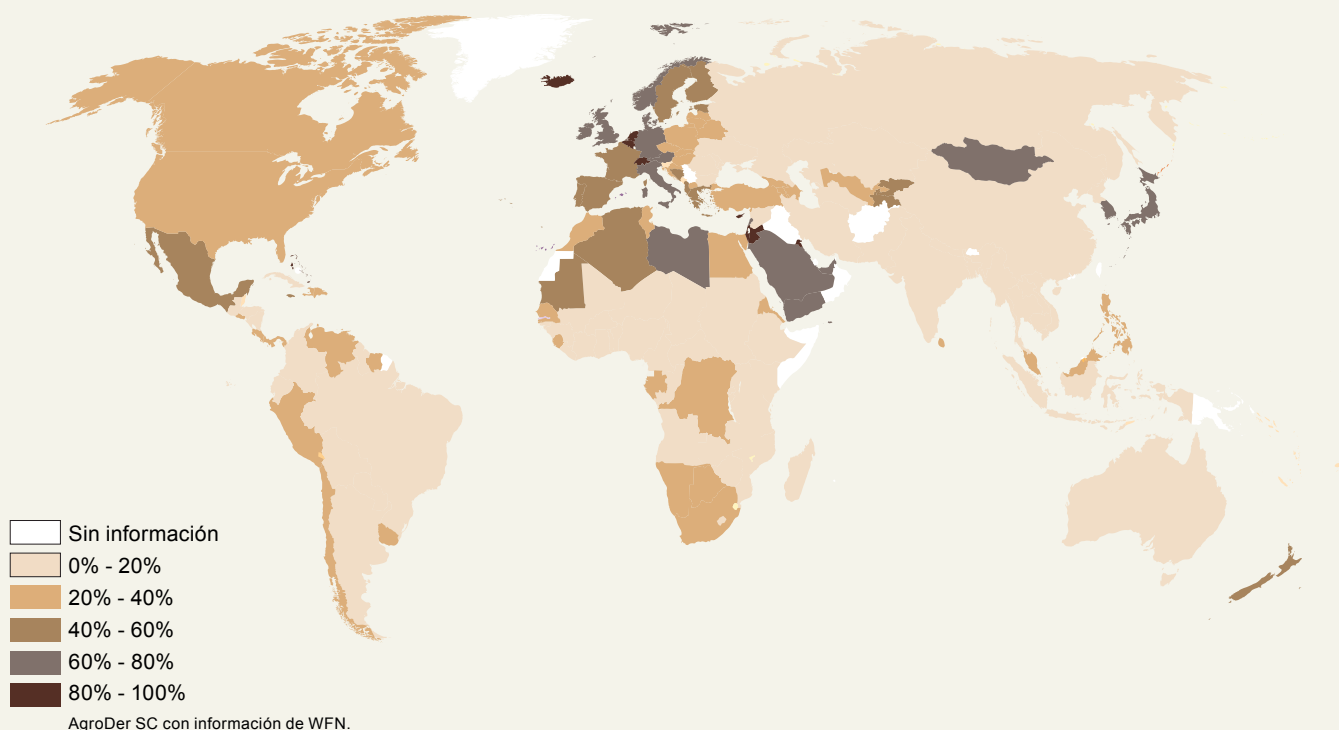 Sin información
0% - 20%
20% - 40%
40% - 60%
60% - 80%
80% - 100%
AgroDer SC con información de WFN.